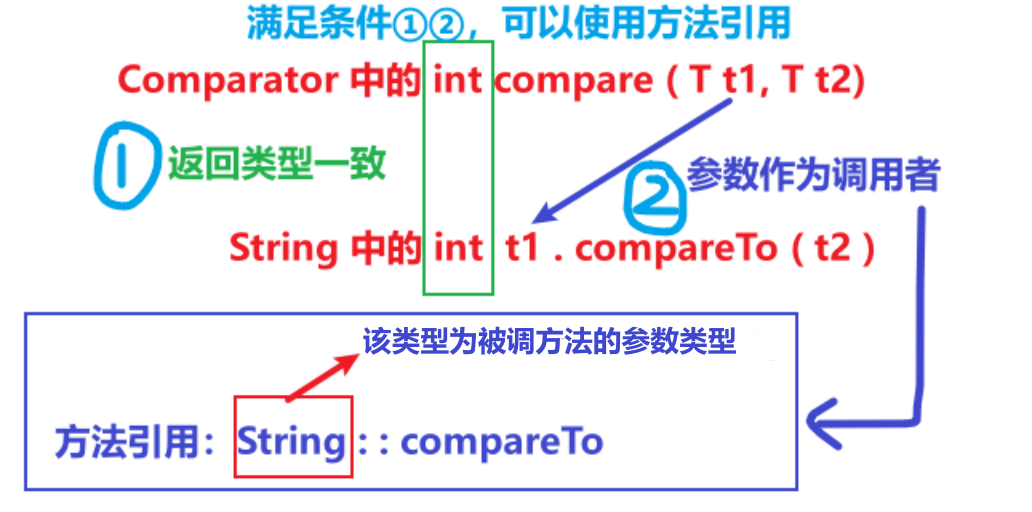 满足条件①②，可以使用方法引用
Comparator 中的 int compare ( T t1, T t2)
① 返回类型一致
② 参数作为调用者
String 中的 int t1 . compareTo ( t2 )
该类型为被调方法的参数类型
方法引用： String : : compareTo